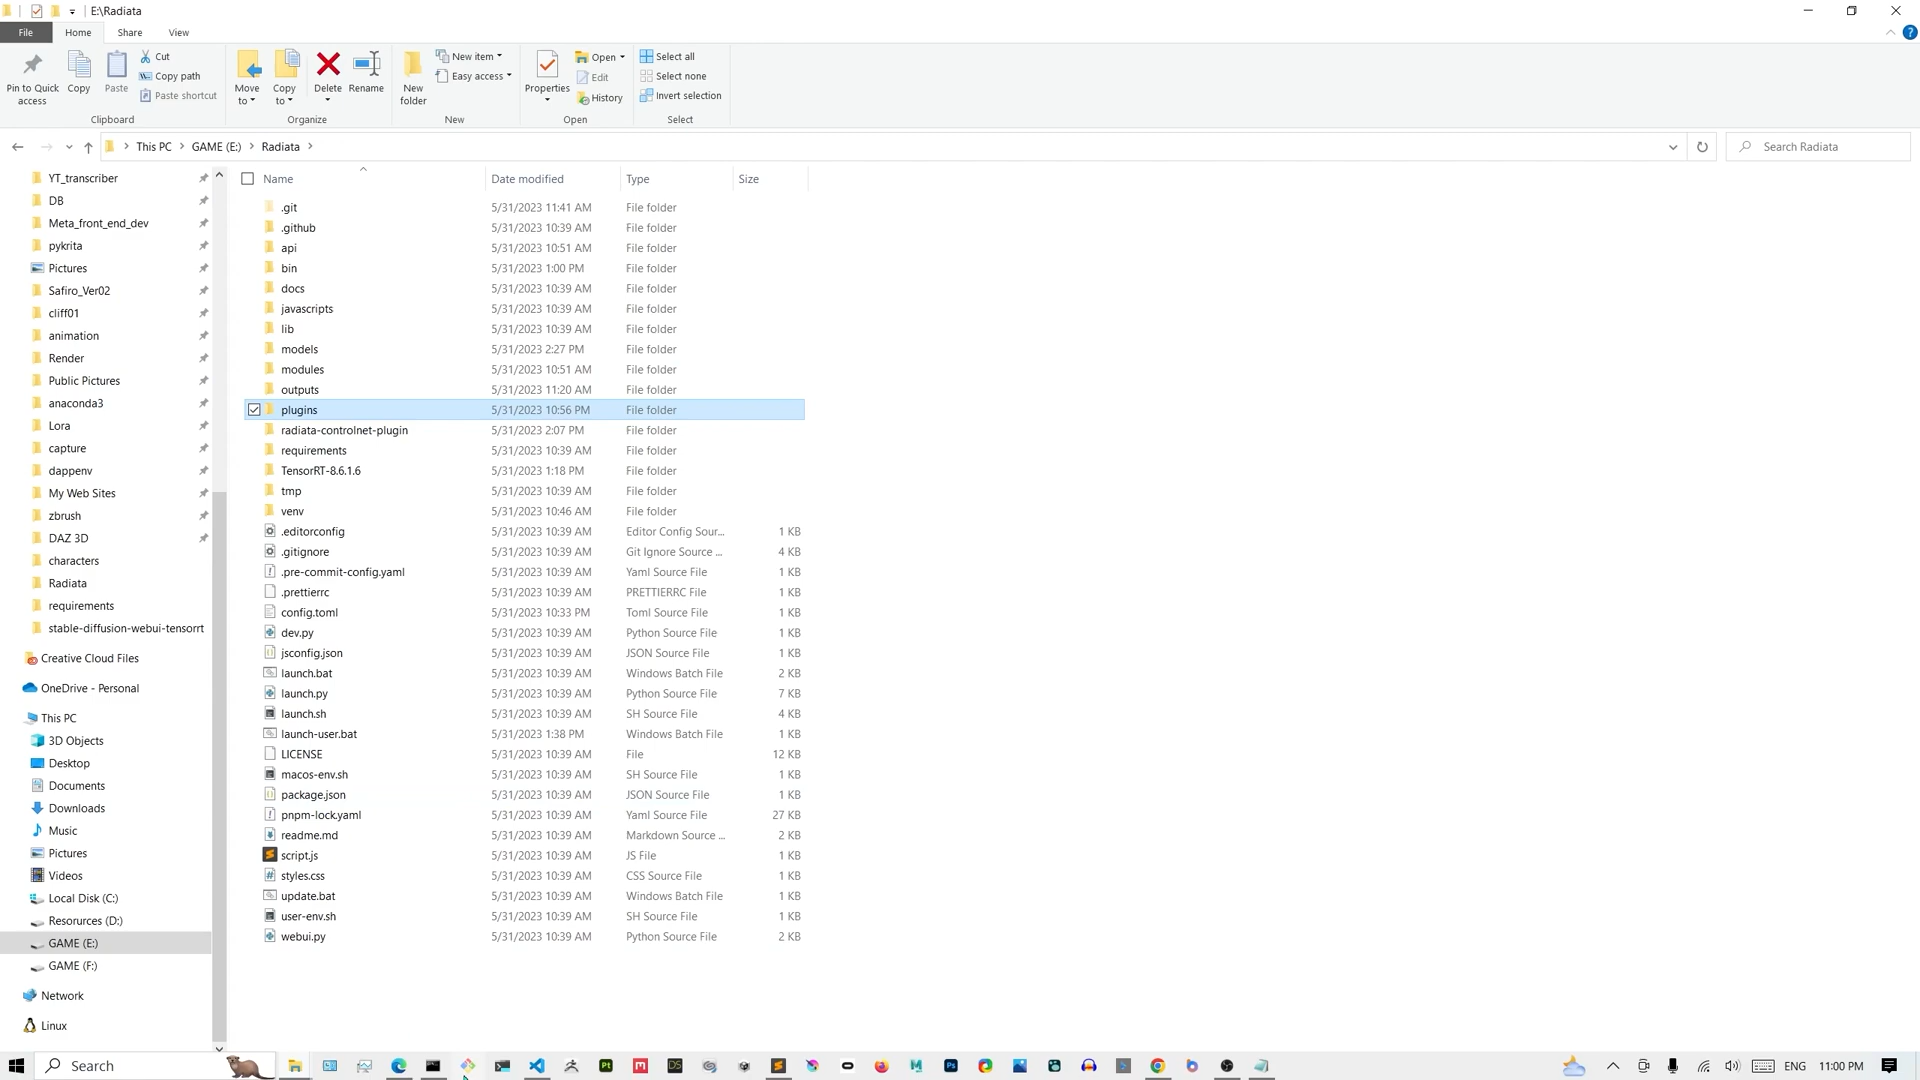 E:\Radiata
File Home Share View
Pin to Quick access
Copy
Paste
Cut
Copy path
Paste shortcut
Clipboard
Move to
Copy to
Delete
Rename
Organize
New folder
New item
Easy access
New
Properties
Open
Edit
History
Open
Select all
Select none
Invert selection
Select
This PC GAME (E:) Radiata
Search Radiata
YT_transcriber
DB
Meta_front_end_dev
pykrita
Pictures
Safiro_Ver02
cliff01
animation
Render
Public Pictures
anaconda3
Lora
capture
dappenv
My Web Sites
zbrush
DAZ 3D
characters
Radiata
requirements
stable-diffusion-webui-tensorrt
Creative Cloud Files
OneDrive - Personal
This PC
3D Objects
Desktop
Documents
Downloads
Music
Pictures
Videos
Local Disk (C:)
Resorurces (D:)
GAME (E:)
GAME (F:)
Network
Linux
Name Date modified Type Size
.git 5/31/2023 11:41 AM File folder
.github 5/31/2023 10:39 AM File folder
api 5/31/2023 10:51 AM File folder
bin 5/31/2023 1:00 PM File folder
docs 5/31/2023 10:39 AM File folder
javascripts 5/31/2023 10:39 AM File folder
lib 5/31/2023 10:39 AM File folder
models 5/31/2023 2:27 PM File folder
modules 5/31/2023 10:51 AM File folder
outputs 5/31/2023 11:20 AM File folder
plugins 5/31/2023 10:56 PM File folder
radiata-controlnet-plugin 5/31/2023 2:07 PM File folder
requirements 5/31/2023 10:39 AM File folder
TensorRT-8.6.1.6 5/31/2023 1:18 PM File folder
tmp 5/31/2023 10:39 AM File folder
venv 5/31/2023 10:46 AM File folder
.editorconfig 5/31/2023 10:39 AM Editor Config Sour... 1 KB
.gitignore 5/31/2023 10:39 AM Git Ignore Source ... 4 KB
.pre-commit-config.yaml 5/31/2023 10:39 AM Yaml Source File 1 KB
.prettierrc 5/31/2023 10:39 AM PRETTIERRC File 1 KB
config.toml 5/31/2023 10:33 PM Toml Source File 1 KB
dev.py 5/31/2023 10:39 AM Python Source File 1 KB
jsconfig.json 5/31/2023 10:39 AM JSON Source File 1 KB
launch.bat 5/31/2023 10:39 AM Windows Batch File 2 KB
launch.py 5/31/2023 10:39 AM Python Source File 7 KB
launch.sh 5/31/2023 10:39 AM SH Source File 4 KB
launch-user.bat 5/31/2023 1:38 PM Windows Batch File 1 KB
LICENSE 5/31/2023 10:39 AM File 12 KB
macos-env.sh 5/31/2023 10:39 AM SH Source File 1 KB
package.json 5/31/2023 10:39 AM JSON Source File 1 KB
pnpm-lock.yaml 5/31/2023 10:39 AM Yaml Source File 27 KB
readme.md 5/31/2023 10:39 AM Markdown Source ... 2 KB
script.js 5/31/2023 10:39 AM JS File 1 KB
styles.css 5/31/2023 10:39 AM CSS Source File 1 KB
update.bat 5/31/2023 10:39 AM Windows Batch File 1 KB
user-env.sh 5/31/2023 10:39 AM SH Source File 1 KB
webui.py 5/31/2023 10:39 AM Python Source File 2 KB
Search
ENG 11:00 PM